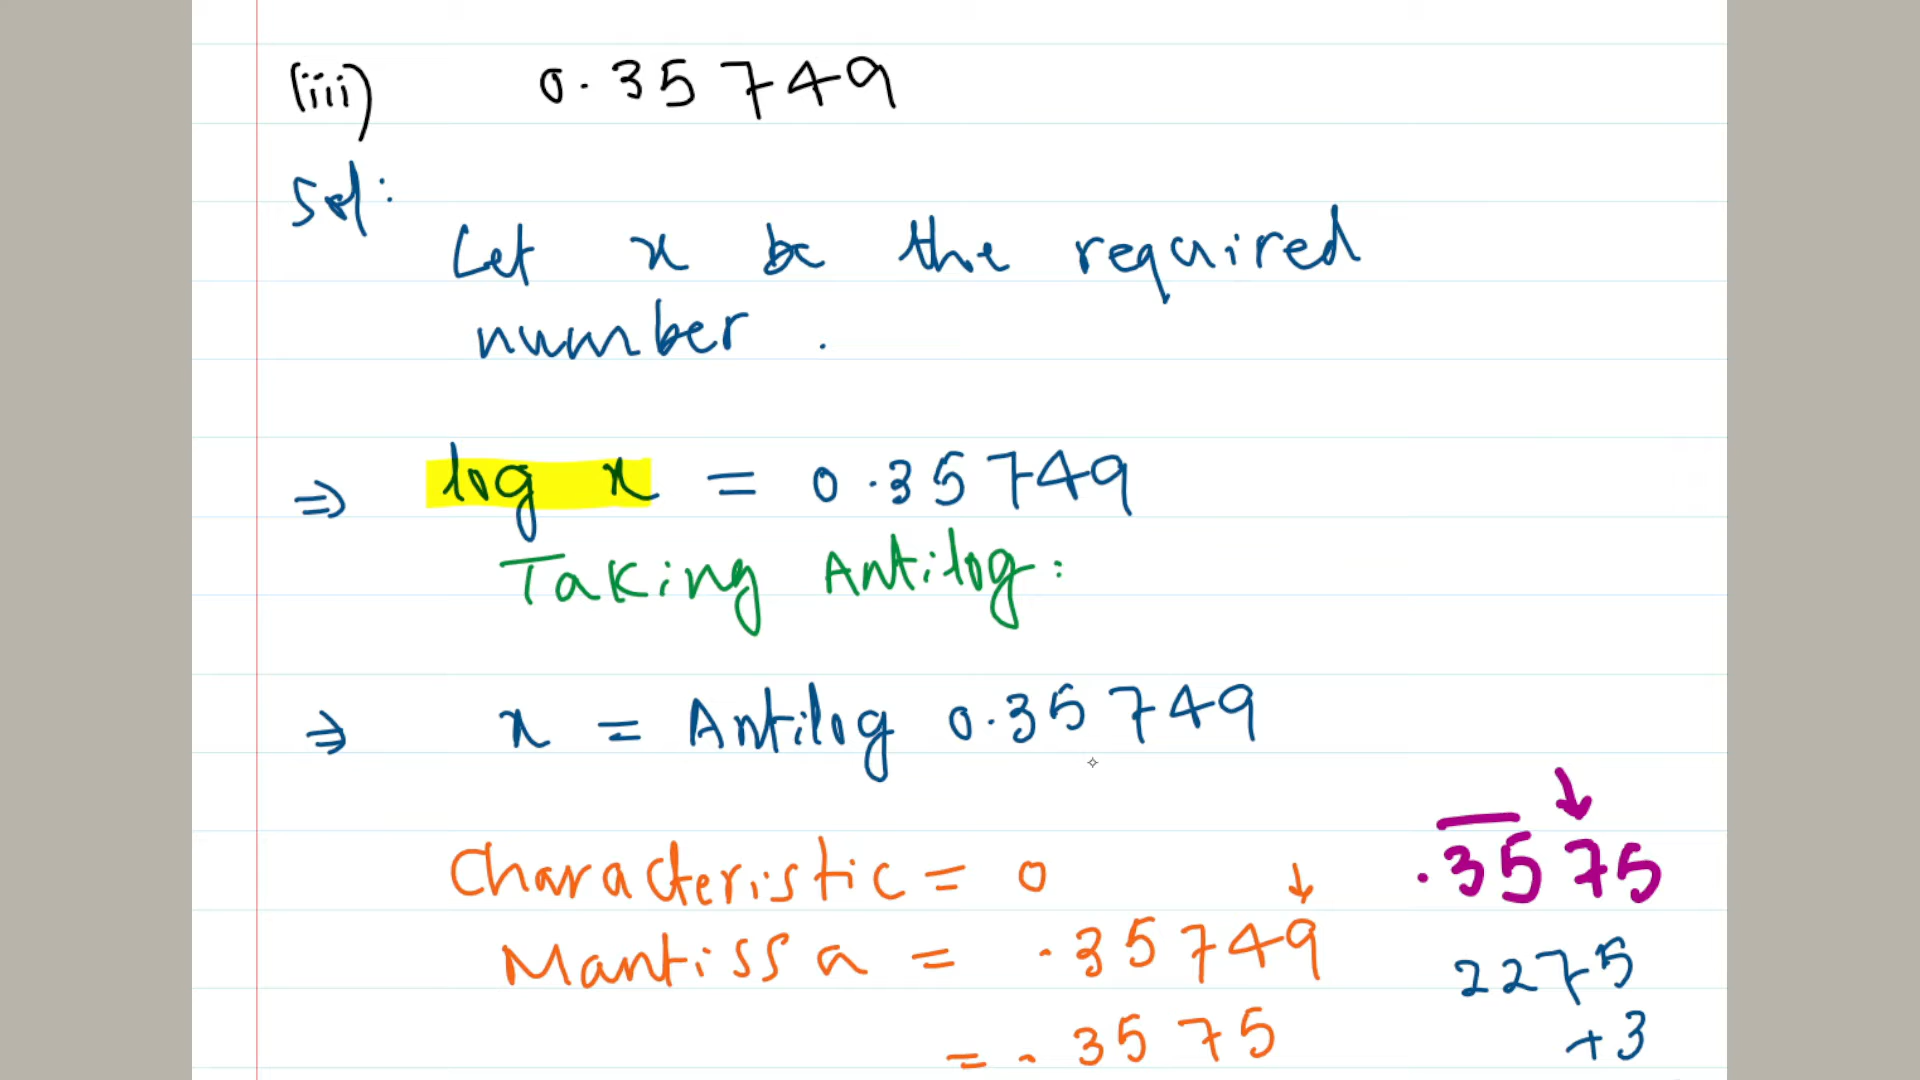 (iii) 0.35749
Sol:
Let x be the required
number.
⇒ log x = 0.35749
Taking Antilog:
⇒ x = Antilog 0.35749
Characteristic = 0
Mantissa = .35749
= .3575
↓
.3575
2275
+3